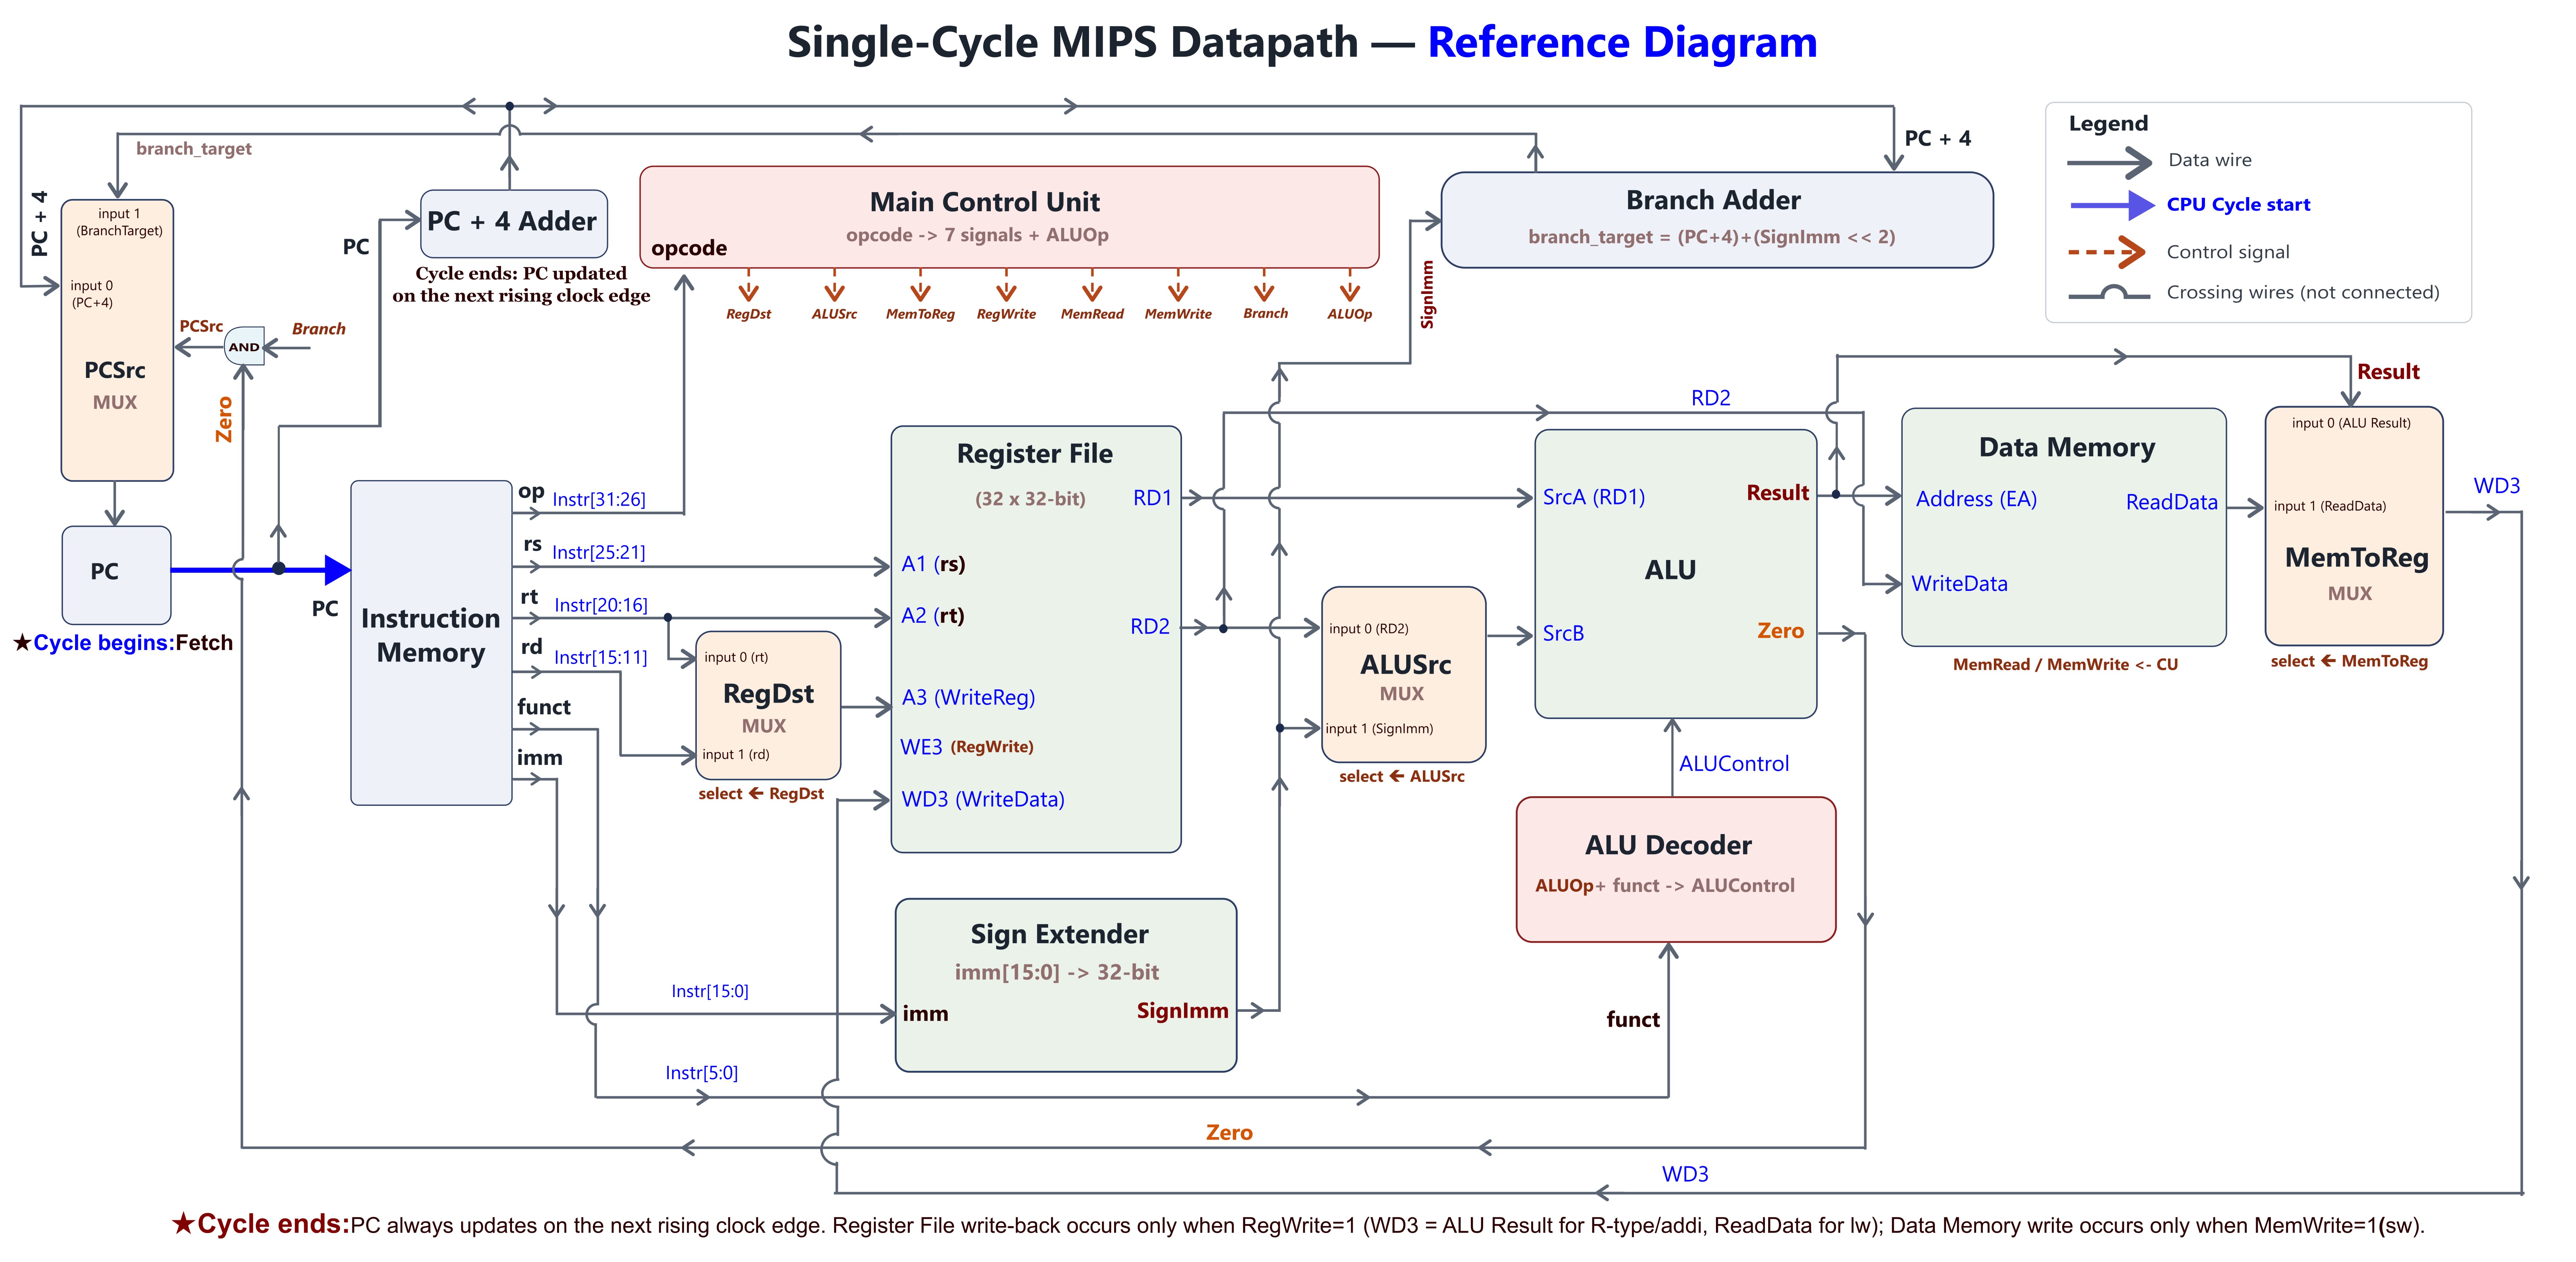 Single-Cycle MIPS Datapath — Reference Diagram
branch_target
PC + 4
input 1
(BranchTarget)
input 0
(PC+4)
PCSrc
MUX
PCSrc
AND
Branch
Zero
PC
PC + 4 Adder
Cycle ends: PC updated
on the next rising clock edge
Main Control Unit
opcode -> 7 signals + ALUOp
opcode
RegDst
ALUSrc
MemToReg
RegWrite
MemRead
MemWrite
Branch
ALUOp
Branch Adder
branch_target = (PC+4)+(SignImm << 2)
PC + 4
SignImm
Legend
Data wire
CPU Cycle start
Control signal
Crossing wires (not connected)
PC
★Cycle begins:Fetch
PC
Instruction
Memory
op
Instr[31:26]
rs
Instr[25:21]
rt
Instr[20:16]
rd
Instr[15:11]
funct
imm
input 0 (rt)
RegDst
MUX
input 1 (rd)
select ← RegDst
Register File
(32 x 32-bit)
RD1
A1 (rs)
A2 (rt)
RD2
A3 (WriteReg)
WE3 (RegWrite)
WD3 (WriteData)
RD2
input 0 (RD2)
ALUSrc
MUX
input 1 (SignImm)
select ← ALUSrc
SrcA (RD1)
Result
ALU
SrcB
Zero
ALUControl
ALU Decoder
ALUOp+ funct -> ALUControl
funct
Data Memory
Address (EA)
ReadData
WriteData
MemRead / MemWrite <- CU
Result
input 0 (ALU Result)
input 1 (ReadData)
MemToReg
MUX
select ← MemToReg
WD3
Sign Extender
imm[15:0] -> 32-bit
imm
SignImm
Instr[15:0]
Instr[5:0]
Zero
WD3
★Cycle ends:PC always updates on the next rising clock edge. Register File write-back occurs only when RegWrite=1 (WD3 = ALU Result for R-type/addi, ReadData for lw); Data Memory write occurs only when MemWrite=1(sw).